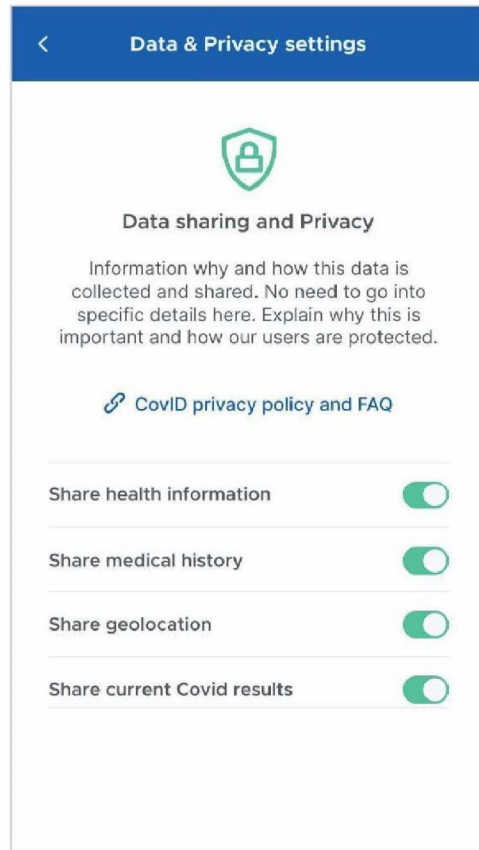 Data & Privacy settings
Data sharing and Privacy
Information why and how this data is
collected and shared. No need to go into
specific details here. Explain why this is
important and how our users are protected.
CovID privacy policy and FAQ
Share health information
Share medical history
Share geolocation
Share current Covid results